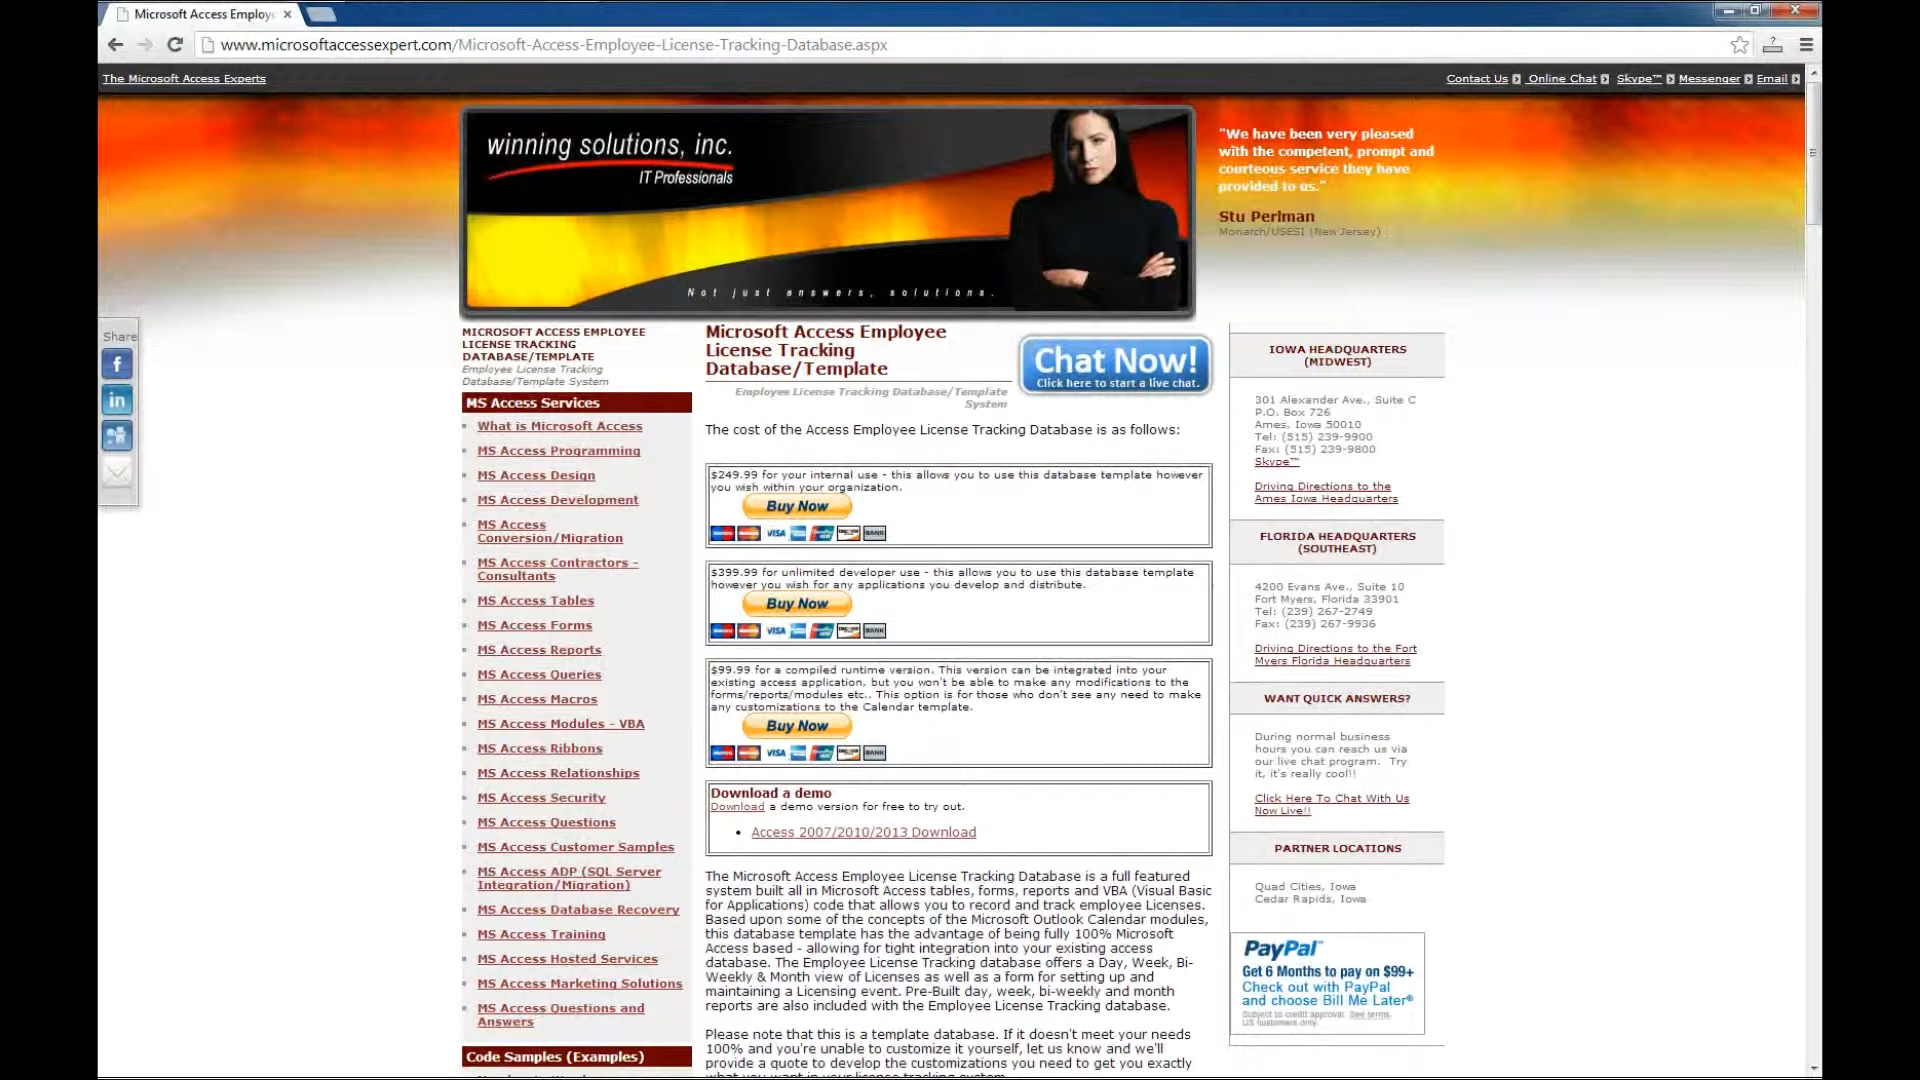 Microsoft Access Employ
www.microsoftaccessexpert.com/Microsoft-Access-Employee-License-Tracking-Database.aspx
The Microsoft Access Experts
Contact Us Online Chat Skype™ Messenger Email
winning solutions, inc.
IT Professionals
Not just answers, solutions.
"We have been very pleased
with the competent, prompt and
courteous service they have
provided to us."
Stu Perlman
Monarch/USESI (New Jersey)
Share
MICROSOFT ACCESS EMPLOYEE
LICENSE TRACKING
DATABASE/TEMPLATE
Employee License Tracking
Database/Template System
MS Access Services
What is Microsoft Access
MS Access Programming
MS Access Design
MS Access Development
MS Access
Conversion/Migration
MS Access Contractors -
Consultants
MS Access Tables
MS Access Forms
MS Access Reports
MS Access Queries
MS Access Macros
MS Access Modules - VBA
MS Access Ribbons
MS Access Relationships
MS Access Security
MS Access Questions
MS Access Customer Samples
MS Access ADP (SQL Server
Integration/Migration)
MS Access Database Recovery
MS Access Training
MS Access Hosted Services
MS Access Marketing Solutions
MS Access Questions and
Answers
Code Samples (Examples)
Microsoft Access Employee
License Tracking
Database/Template
Employee License Tracking Database/Template
System
Chat Now!
Click here to start a live chat.
The cost of the Access Employee License Tracking Database is as follows:
$249.99 for your internal use - this allows you to use this database template however
you wish within your organization.
Buy Now
VISA BANK
$399.99 for unlimited developer use - this allows you to use this database template
however you wish for any applications you develop and distribute.
Buy Now
VISA BANK
$99.99 for a compiled runtime version. This version can be integrated into your
existing access application, but you won't be able to make any modifications to the
forms/reports/modules etc.. This option is for those who don't see any need to make
any customizations to the Calendar template.
Buy Now
VISA BANK
Download a demo
Download a demo version for free to try out.
Access 2007/2010/2013 Download
The Microsoft Access Employee License Tracking Database is a full featured
system built all in Microsoft Access tables, forms, reports and VBA (Visual Basic
for Applications) code that allows you to record and track employee Licenses.
Based upon some of the concepts of the Microsoft Outlook Calendar modules,
this database template has the advantage of being fully 100% Microsoft
Access based - allowing for tight integration into your existing access
database. The Employee License Tracking database offers a Day, Week, Bi-
Weekly & Month view of Licenses as well as a form for setting up and
maintaining a Licensing event. Pre-Built day, week, bi-weekly and month
reports are also included with the Employee License Tracking database.
Please note that this is a template database. If it doesn't meet your needs
100% and you're unable to customize it yourself, let us know and we'll
provide a quote to develop the customizations you need to get you exactly
what you want in your license tracking system.
IOWA HEADQUARTERS
(MIDWEST)
301 Alexander Ave., Suite C
P.O. Box 726
Ames, Iowa 50010
Tel: (515) 239-9900
Fax: (515) 239-9800
Skype™
Driving Directions to the
Ames Iowa Headquarters
FLORIDA HEADQUARTERS
(SOUTHEAST)
4200 Evans Ave., Suite 10
Fort Myers, Florida 33901
Tel: (239) 267-2749
Fax: (239) 267-9936
Driving Directions to the Fort
Myers Florida Headquarters
WANT QUICK ANSWERS?
During normal business
hours you can reach us via
our live chat program. Try
it, it's really cool!!
Click Here To Chat With Us
Now Live!!
PARTNER LOCATIONS
Quad Cities, Iowa
Cedar Rapids, Iowa
PayPal™
Get 6 Months to pay on $99+
Check out with PayPal
and choose Bill Me Later®
Subject to credit approval. See terms.
US customers only.